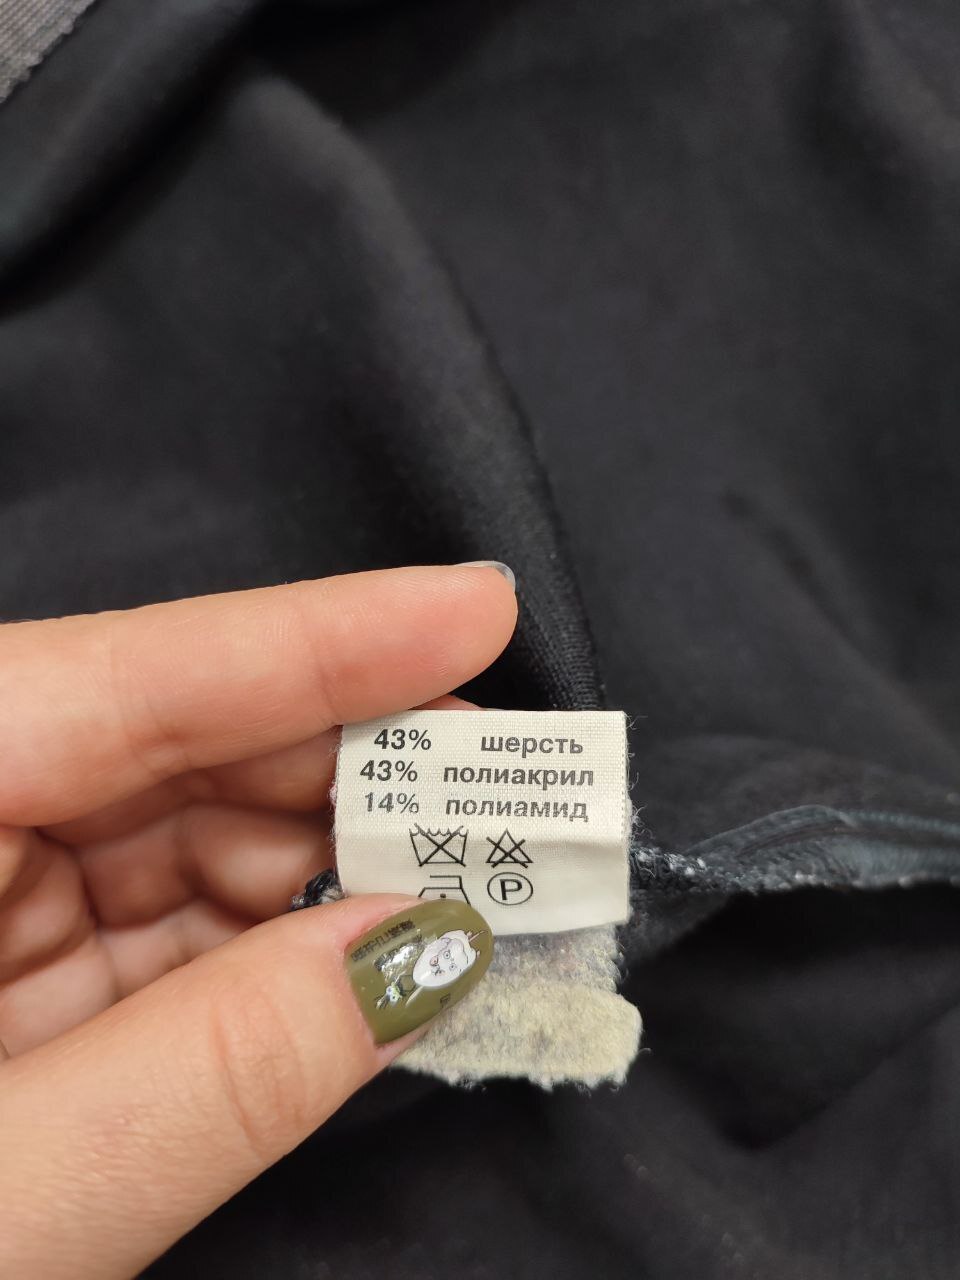 43% шерсть
43% полиакрил
14% полиамид
P